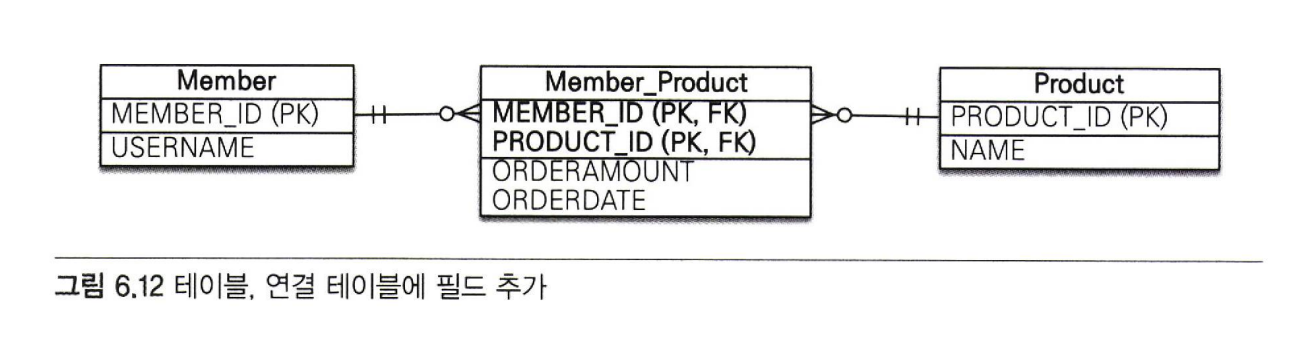 Member
MEMBER_ID (PK)
USERNAME
Member_Product
MEMBER_ID (PK, FK)
PRODUCT_ID (PK, FK)
ORDERAMOUNT
ORDERDATE
Product
PRODUCT_ID (PK)
NAME
그림 6.12 테이블, 연결 테이블에 필드 추가